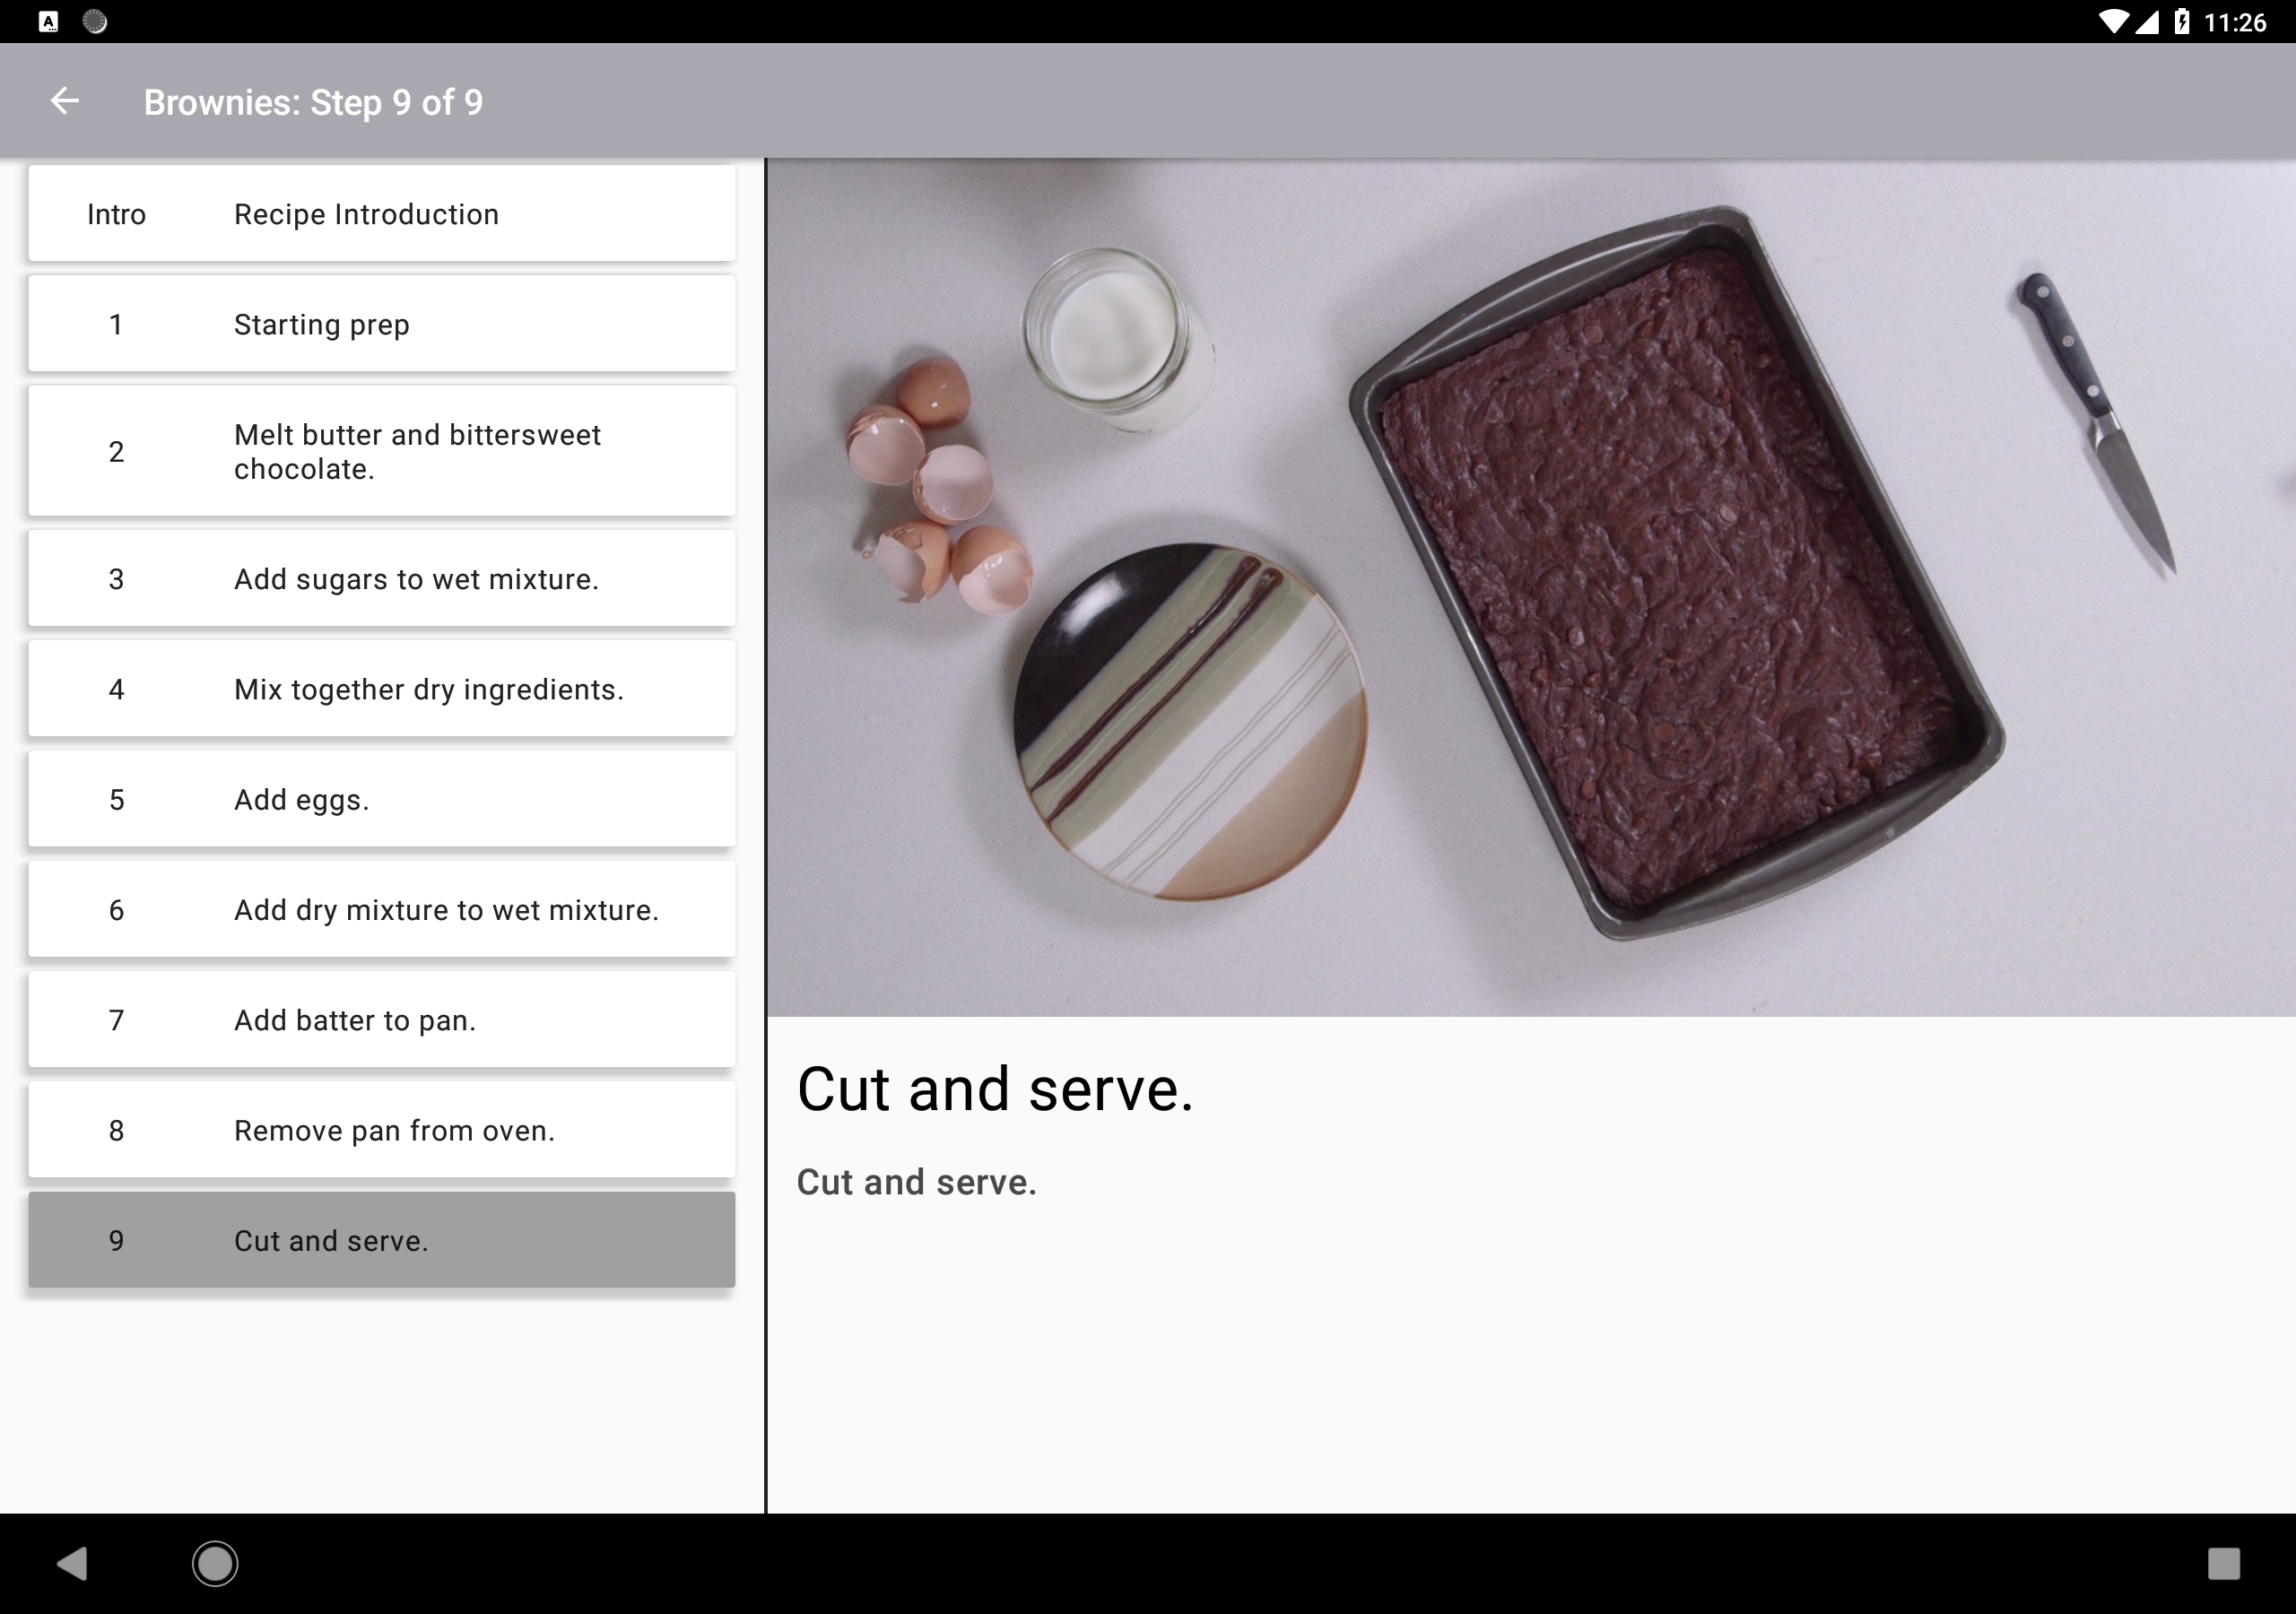 A
11:26
Brownies: Step 9 of 9
Intro Recipe Introduction
1 Starting prep
2 Melt butter and bittersweet
chocolate.
3 Add sugars to wet mixture.
4 Mix together dry ingredients.
5 Add eggs.
6 Add dry mixture to wet mixture.
7 Add batter to pan.
8 Remove pan from oven.
9 Cut and serve.
Cut and serve.
Cut and serve.